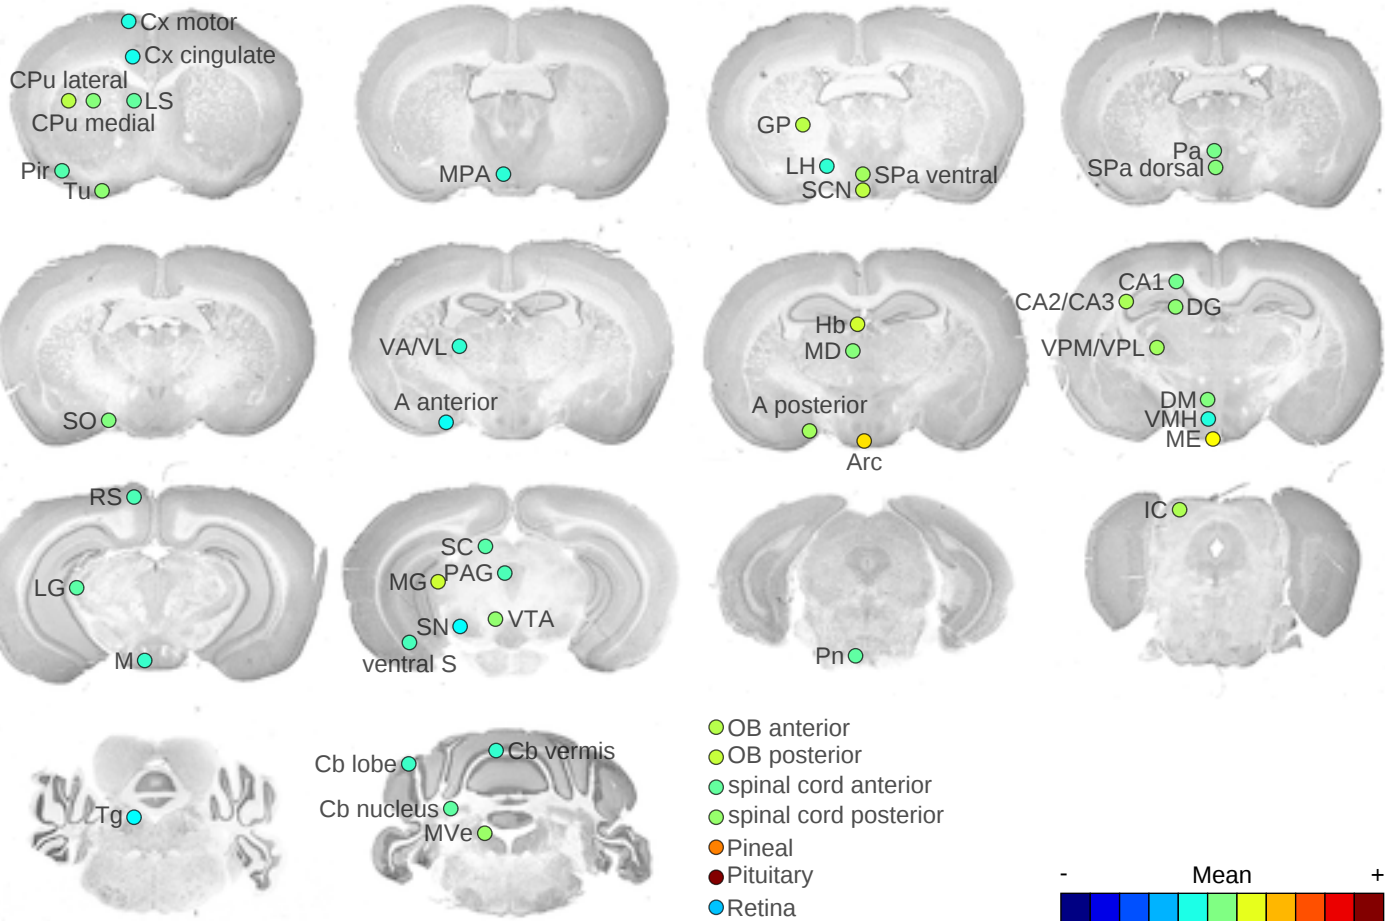 Cx motor
Cx cingulate
CPu lateral
LS
CPu medial
Pir
Tu
MPA
GP
LH
SPa ventral
SCN
Pa
SPa dorsal
SO
VA/VL
A anterior
Hb
MD
A posterior
Arc
CA1
CA2/CA3
DG
VPM/VPL
DM
VMH
ME
RS
LG
M
SC
PAG
MG
VTA
SN
ventral S
Pn
IC
Tg
Cb vermis
Cb lobe
Cb nucleus
MVe
OB anterior
OB posterior
spinal cord anterior
spinal cord posterior
Pineal
Pituitary
Retina
- Mean +